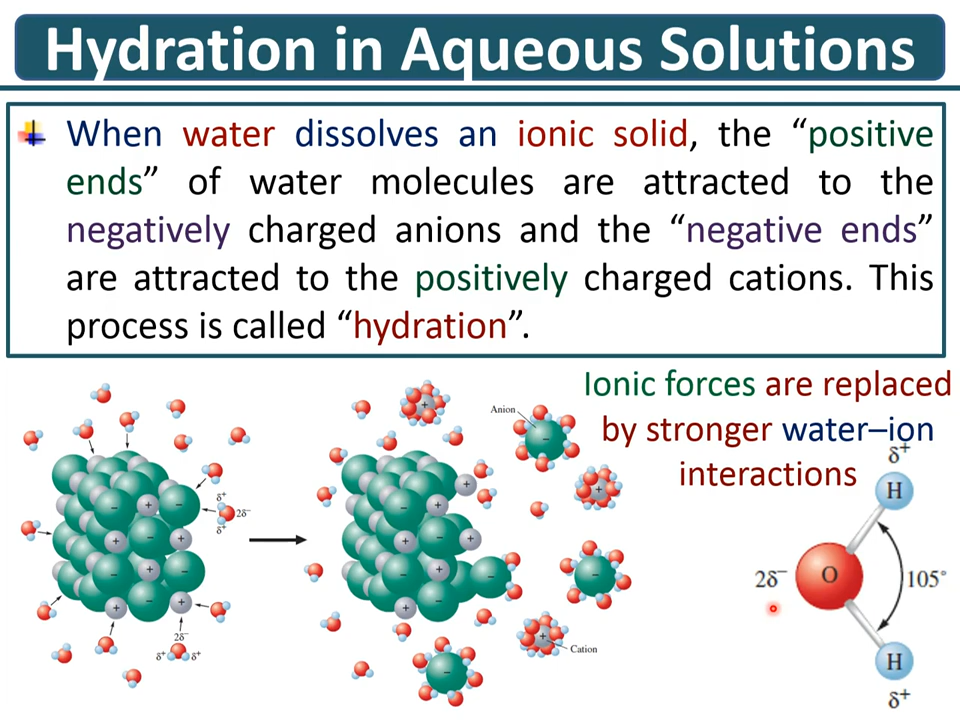 Hydration in Aqueous Solutions
When water dissolves an ionic solid, the “positive
ends” of water molecules are attracted to the
negatively charged anions and the “negative ends”
are attracted to the positively charged cations. This
process is called “hydration”.
Ionic forces are replaced
by stronger water–ion
interactions
Anion
Cation
δ⁺
2δ⁻
δ⁺
2δ⁻
δ⁺ δ⁺
δ⁺
H
2δ⁻ O 105°
H
δ⁺